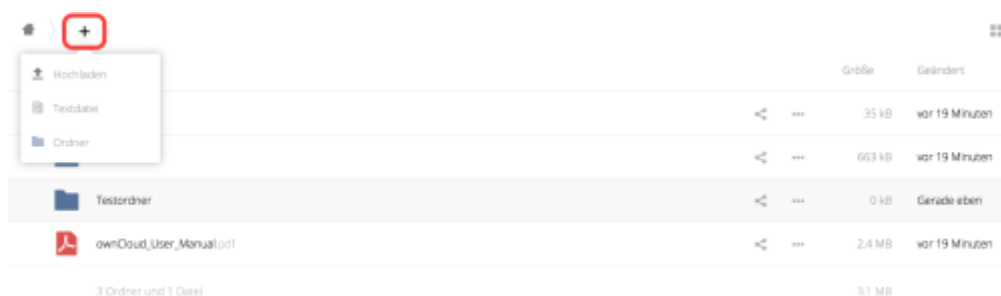 +
Hochladen
Größe Geändert
Textdatei
35 kB vor 19 Minuten
Ordner
663 kB vor 19 Minuten
Testordner 0 kB Gerade eben
ownCloud_User_Manual.pdf 2.4 MB vor 19 Minuten
3 Ordner und 1 Datei 3.1 MB